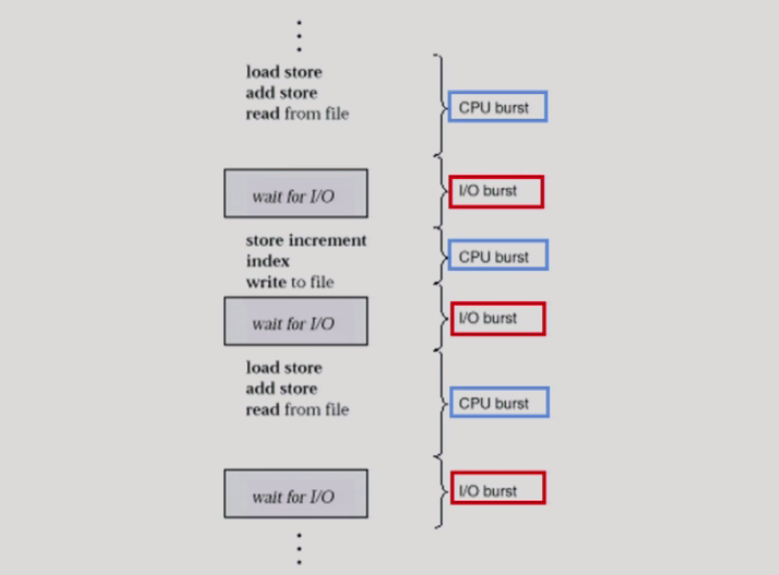 load store
add store
read from file
CPU burst
wait for I/O
I/O burst
store increment
index
write to file
CPU burst
wait for I/O
I/O burst
load store
add store
read from file
CPU burst
wait for I/O
I/O burst